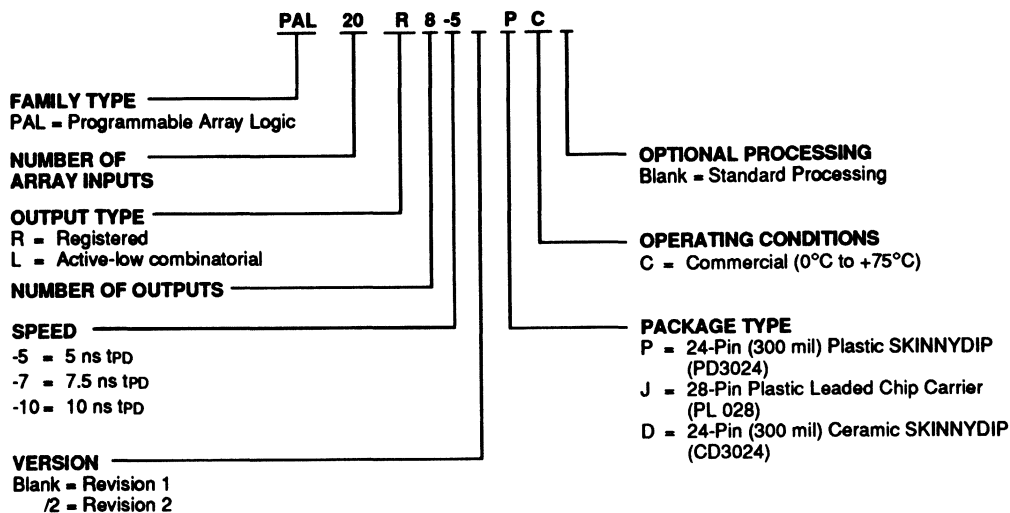 PAL 20 R 8 -5 P C
FAMILY TYPE
PAL = Programmable Array Logic
NUMBER OF
ARRAY INPUTS
OUTPUT TYPE
R = Registered
L = Active-low combinatorial
NUMBER OF OUTPUTS
SPEED
-5 = 5 ns tPD
-7 = 7.5 ns tPD
-10 = 10 ns tPD
VERSION
Blank = Revision 1
/2 = Revision 2
OPTIONAL PROCESSING
Blank = Standard Processing
OPERATING CONDITIONS
C = Commercial (0°C to +75°C)
PACKAGE TYPE
P = 24-Pin (300 mil) Plastic SKINNYDIP
(PD3024)
J = 28-Pin Plastic Leaded Chip Carrier
(PL 028)
D = 24-Pin (300 mil) Ceramic SKINNYDIP
(CD3024)